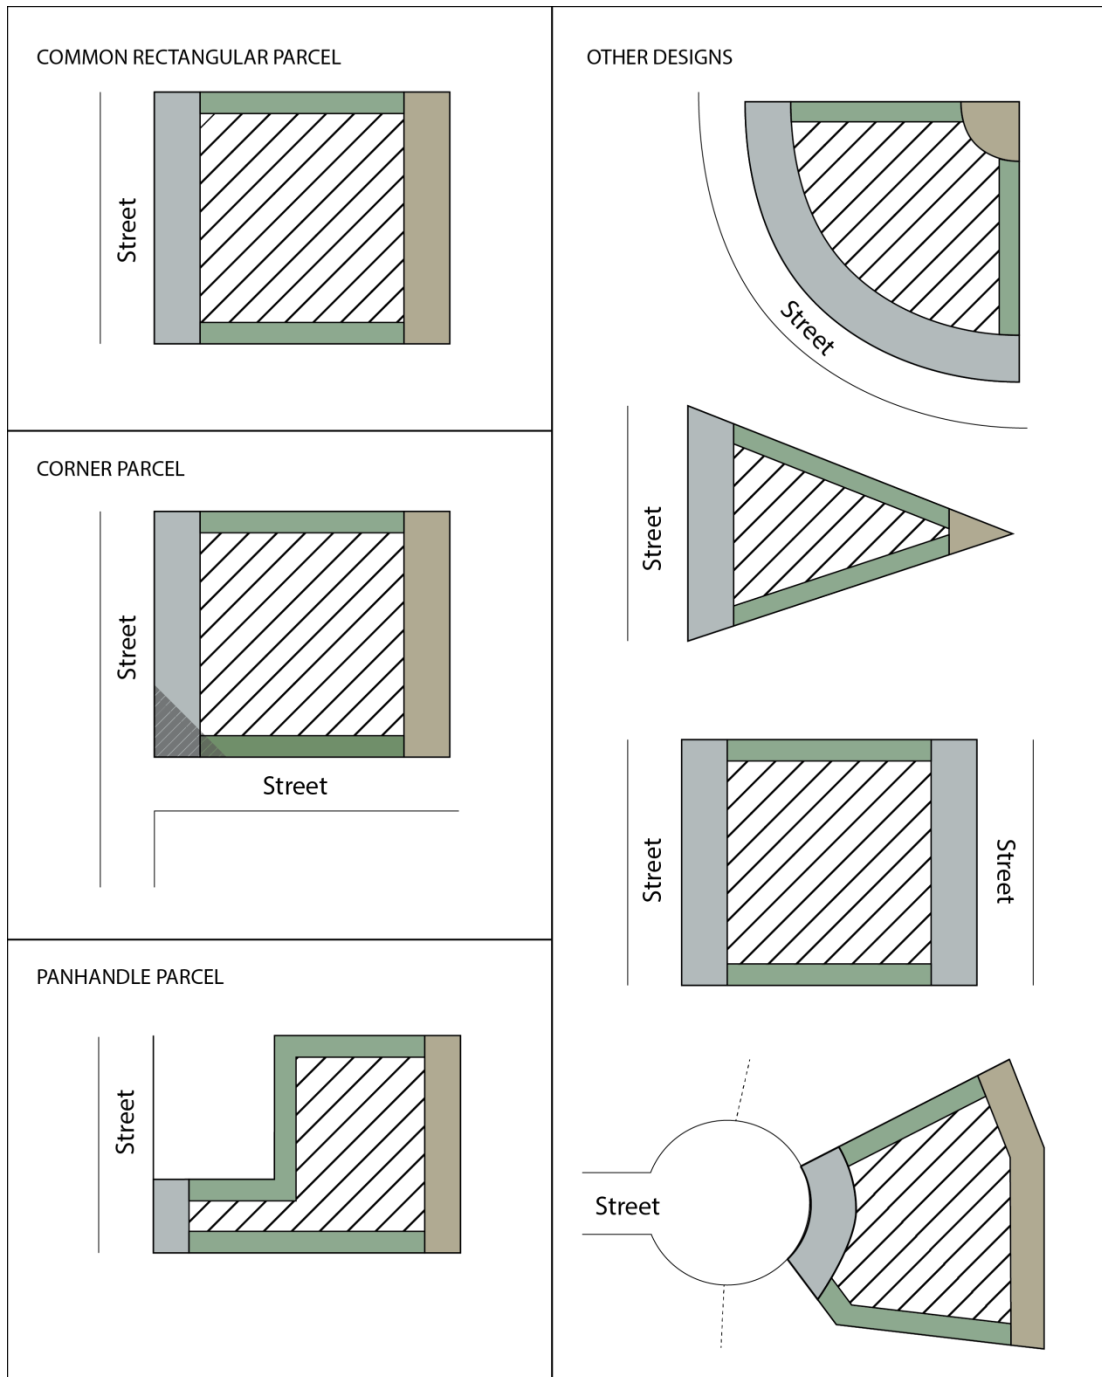 COMMON RECTANGULAR PARCEL
Street
CORNER PARCEL
Street
Street
PANHANDLE PARCEL
Street
OTHER DESIGNS
Street
Street
Street
Street
Street